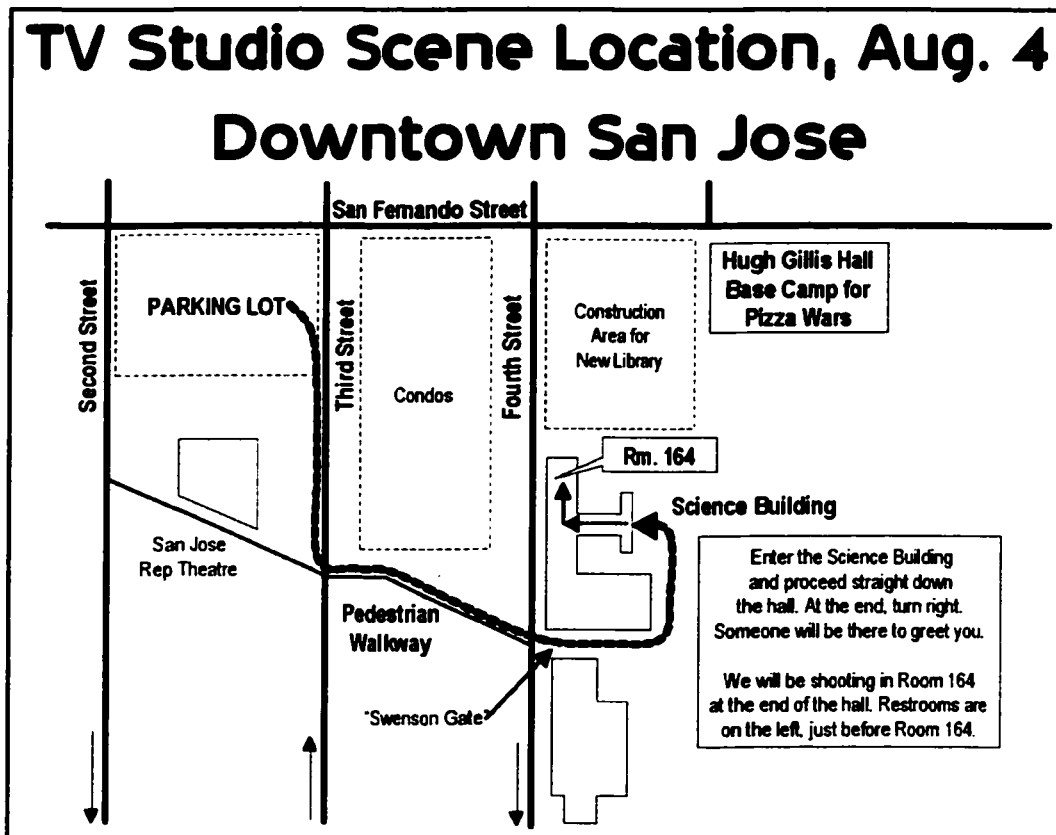 TV Studio Scene Location, Aug. 4
Downtown San Jose
San Fernando Street
Second Street
PARKING LOT
Third Street
Condos
Fourth Street
Construction
Area for
New Library
Hugh Gillis Hall
Base Camp for
Pizza Wars
Rm. 164
Science Building
San Jose
Rep Theatre
Pedestrian
Walkway
"Swenson Gate"
Enter the Science Building
and proceed straight down
the hall. At the end, turn right.
Someone will be there to greet you.
We will be shooting in Room 164
at the end of the hall. Restrooms are
on the left, just before Room 164.